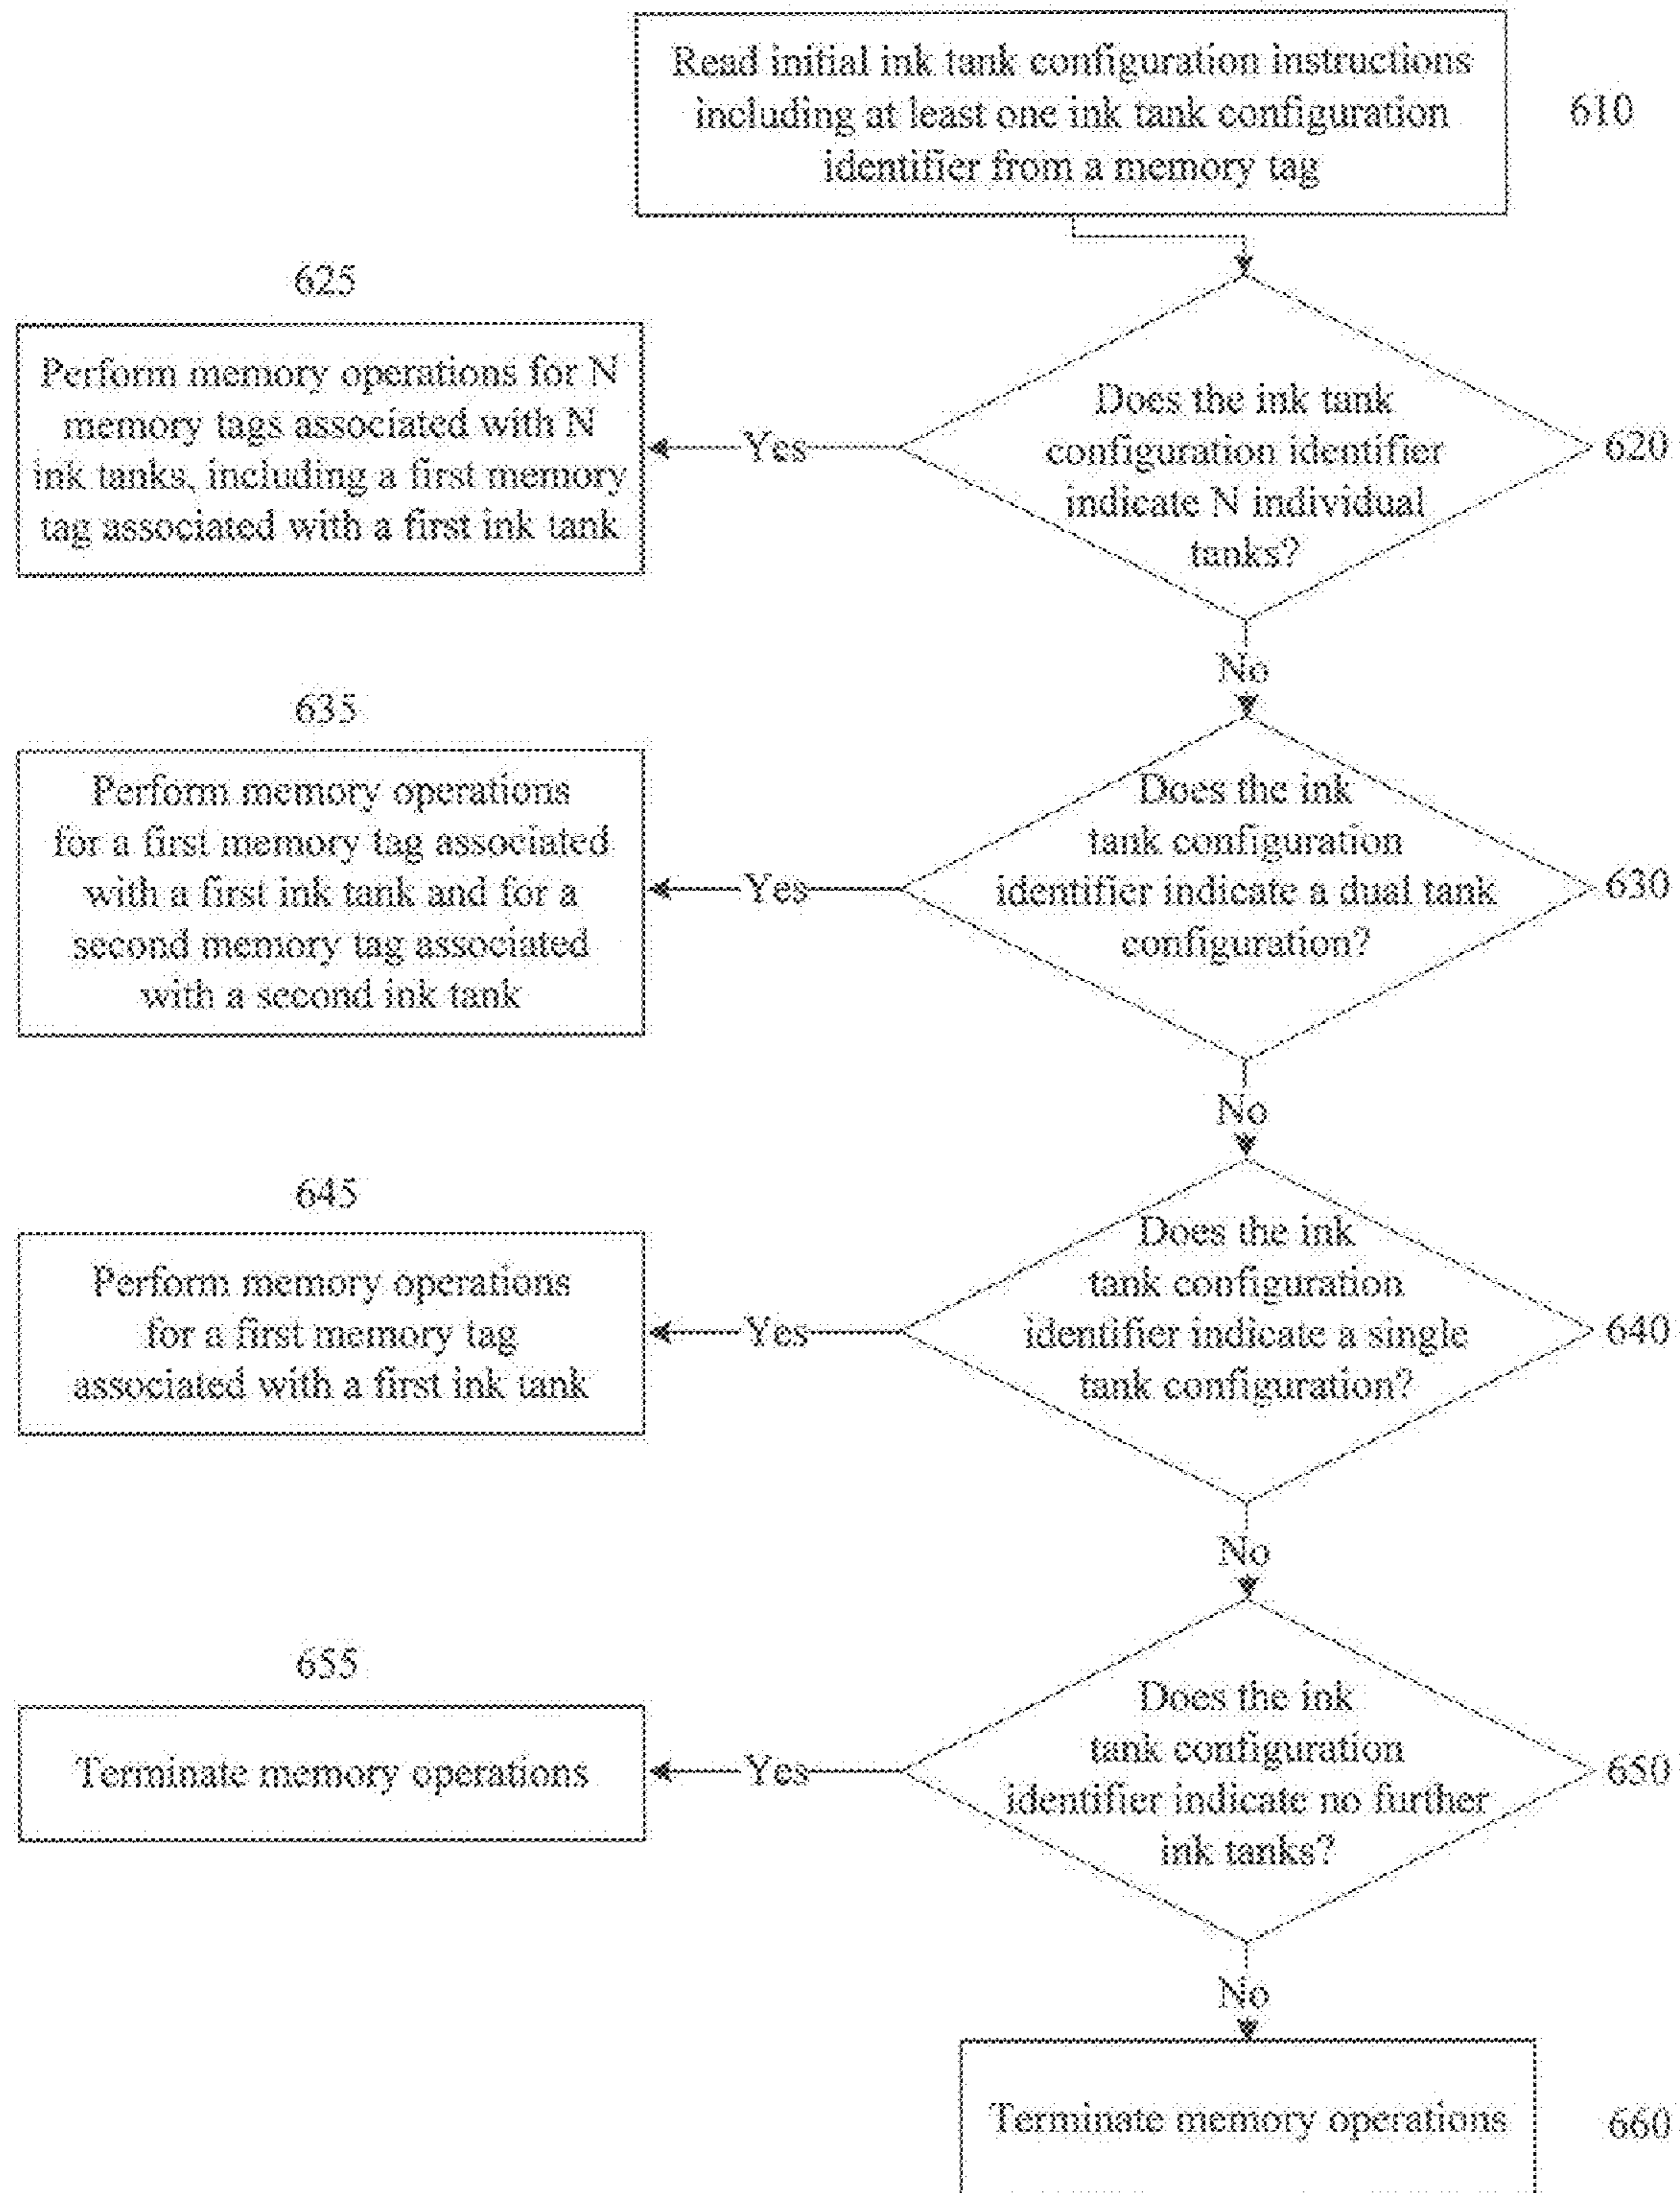 Read initial ink tank configuration instructions
including at least one ink tank configuration
identifier from a memory tag
610
625
Perform memory operations for N
memory tags associated with N
ink tanks, including a first memory
tag associated with a first ink tank
Yes
Does the ink tank
configuration identifier
indicate N individual
tanks?
620
No
635
Perform memory operations
for a first memory tag associated
with a first ink tank and for a
second memory tag associated
with a second ink tank
Yes
Does the ink
tank configuration
identifier indicate a dual tank
configuration?
630
No
645
Perform memory operations
for a first memory tag
associated with a first ink tank
Yes
Does the ink
tank configuration
identifier indicate a single
tank configuration?
640
No
655
Terminate memory operations
Yes
Does the ink
tank configuration
identifier indicate no further
ink tanks?
650
No
Terminate memory operations
660